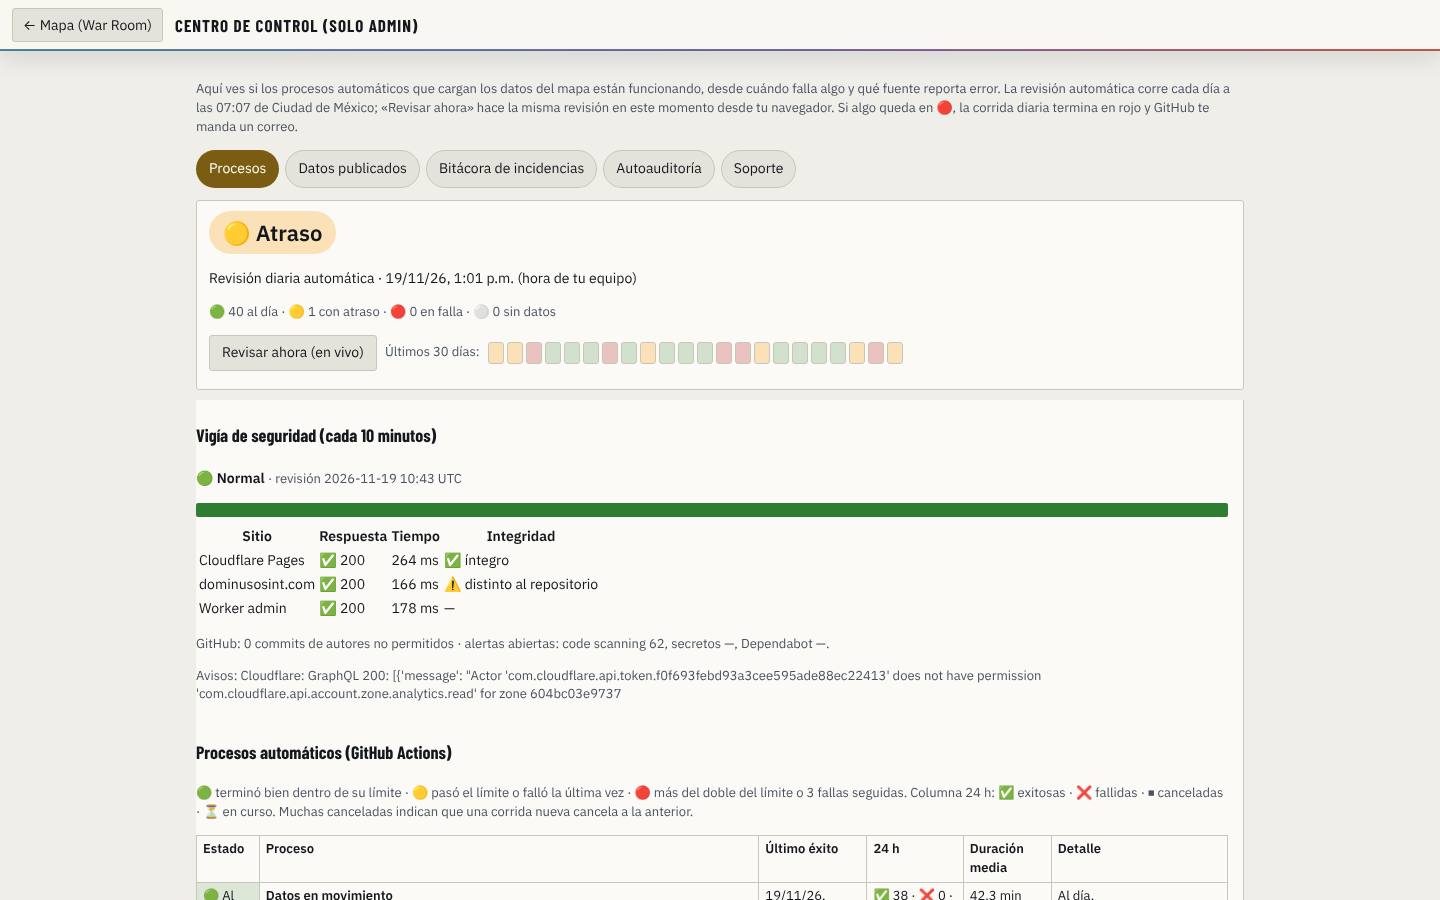 ← Mapa (War Room) CENTRO DE CONTROL (SOLO ADMIN)
Aquí ves si los procesos automáticos que cargan los datos del mapa están funcionando, desde cuándo falla algo y qué fuente reporta error. La revisión automática corre cada día a
las 07:07 de Ciudad de México; «Revisar ahora» hace la misma revisión en este momento desde tu navegador. Si algo queda en 🔴, la corrida diaria termina en rojo y GitHub te
manda un correo.
Procesos Datos publicados Bitácora de incidencias Autoauditoría Soporte
🟡 Atraso
Revisión diaria automática · 19/11/26, 1:01 p.m. (hora de tu equipo)
🟢 40 al día · 🟡 1 con atraso · 🔴 0 en falla · ⚪ 0 sin datos
Revisar ahora (en vivo) Últimos 30 días:
Vigía de seguridad (cada 10 minutos)
🟢 Normal · revisión 2026-11-19 10:43 UTC
Sitio Respuesta Tiempo Integridad
Cloudflare Pages ✅ 200 264 ms ✅ íntegro
dominusosint.com ✅ 200 166 ms ⚠️ distinto al repositorio
Worker admin ✅ 200 178 ms —
GitHub: 0 commits de autores no permitidos · alertas abiertas: code scanning 62, secretos —, Dependabot —.
Avisos: Cloudflare: GraphQL 200: [{'message': "Actor 'com.cloudflare.api.token.f0f693febd93a3cee595ade88ec22413' does not have permission
'com.cloudflare.api.account.zone.analytics.read' for zone 604bc03e9737
Procesos automáticos (GitHub Actions)
🟢 terminó bien dentro de su límite · 🟡 pasó el límite o falló la última vez · 🔴 más del doble del límite o 3 fallas seguidas. Columna 24 h: ✅ exitosas · ❌ fallidas · ▪ canceladas
· ⏳ en curso. Muchas canceladas indican que una corrida nueva cancela a la anterior.
Estado Proceso Último éxito 24 h Duración media Detalle
🟢 Al Datos en movimiento 19/11/26, ✅ 38 · ❌ 0 · 42.3 min Al día.